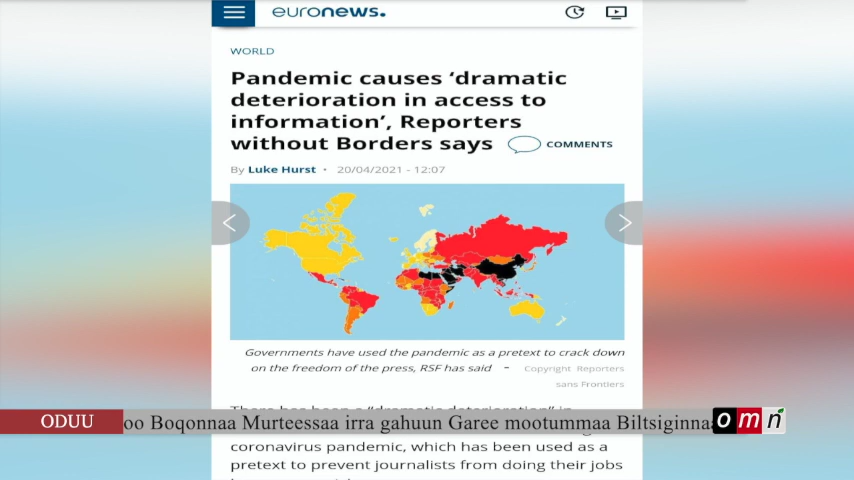 euronews.
WORLD
Pandemic causes ‘dramatic
deterioration in access to
information’, Reporters
without Borders says
COMMENTS
By Luke Hurst • 20/04/2021 - 12:07
Governments have used the pandemic as a pretext to crack down
on the freedom of the press, RSF has said - Copyright Reporters
sans Frontiers
There has been a “dramatic deterioration” in
ODUU
oo Boqonnaa Murteessaa irra gahuun Garee mootummaa Biltsiginnaa
omn
coronavirus pandemic, which has been used as a
pretext to prevent journalists from doing their jobs